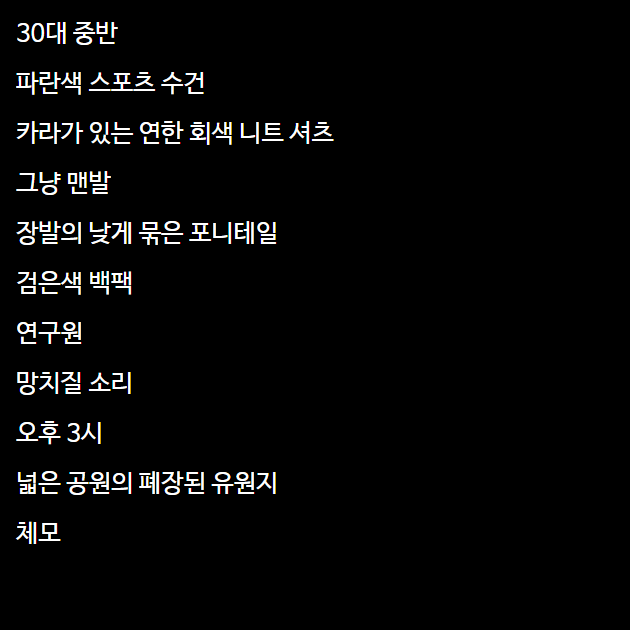 30대 중반
파란색 스포츠 수건
카라가 있는 연한 회색 니트 셔츠
그냥 맨발
장발의 낮게 묶은 포니테일
검은색 백팩
연구원
망치질 소리
오후 3시
넓은 공원의 폐장된 유원지
체모